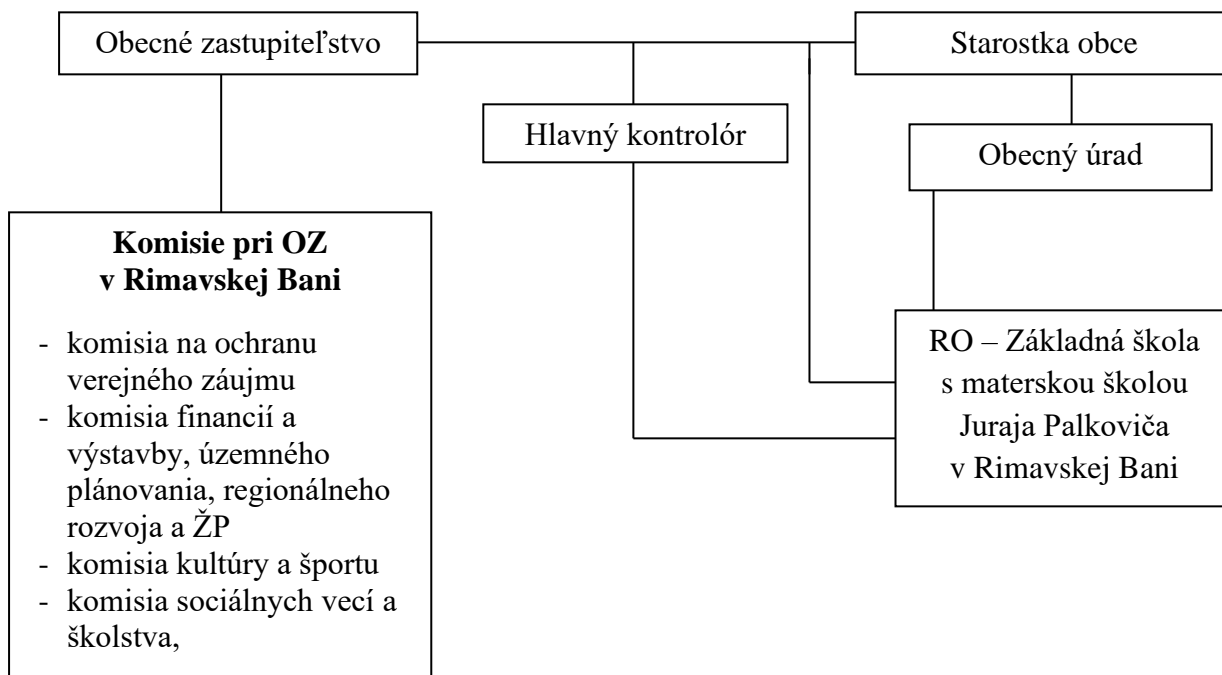 Obecné zastupiteľstvo
Starostka obce
Hlavný kontrolór
Obecný úrad
Komisie pri OZ
v Rimavskej Bani
- komisia na ochranu
verejného záujmu
- komisia financií a
výstavby, územného
plánovania, regionálneho
rozvoja a ŽP
- komisia kultúry a športu
- komisia sociálnych vecí a
školstva,
RO – Základná škola
s materskou školou
Juraja Palkoviča
v Rimavskej Bani